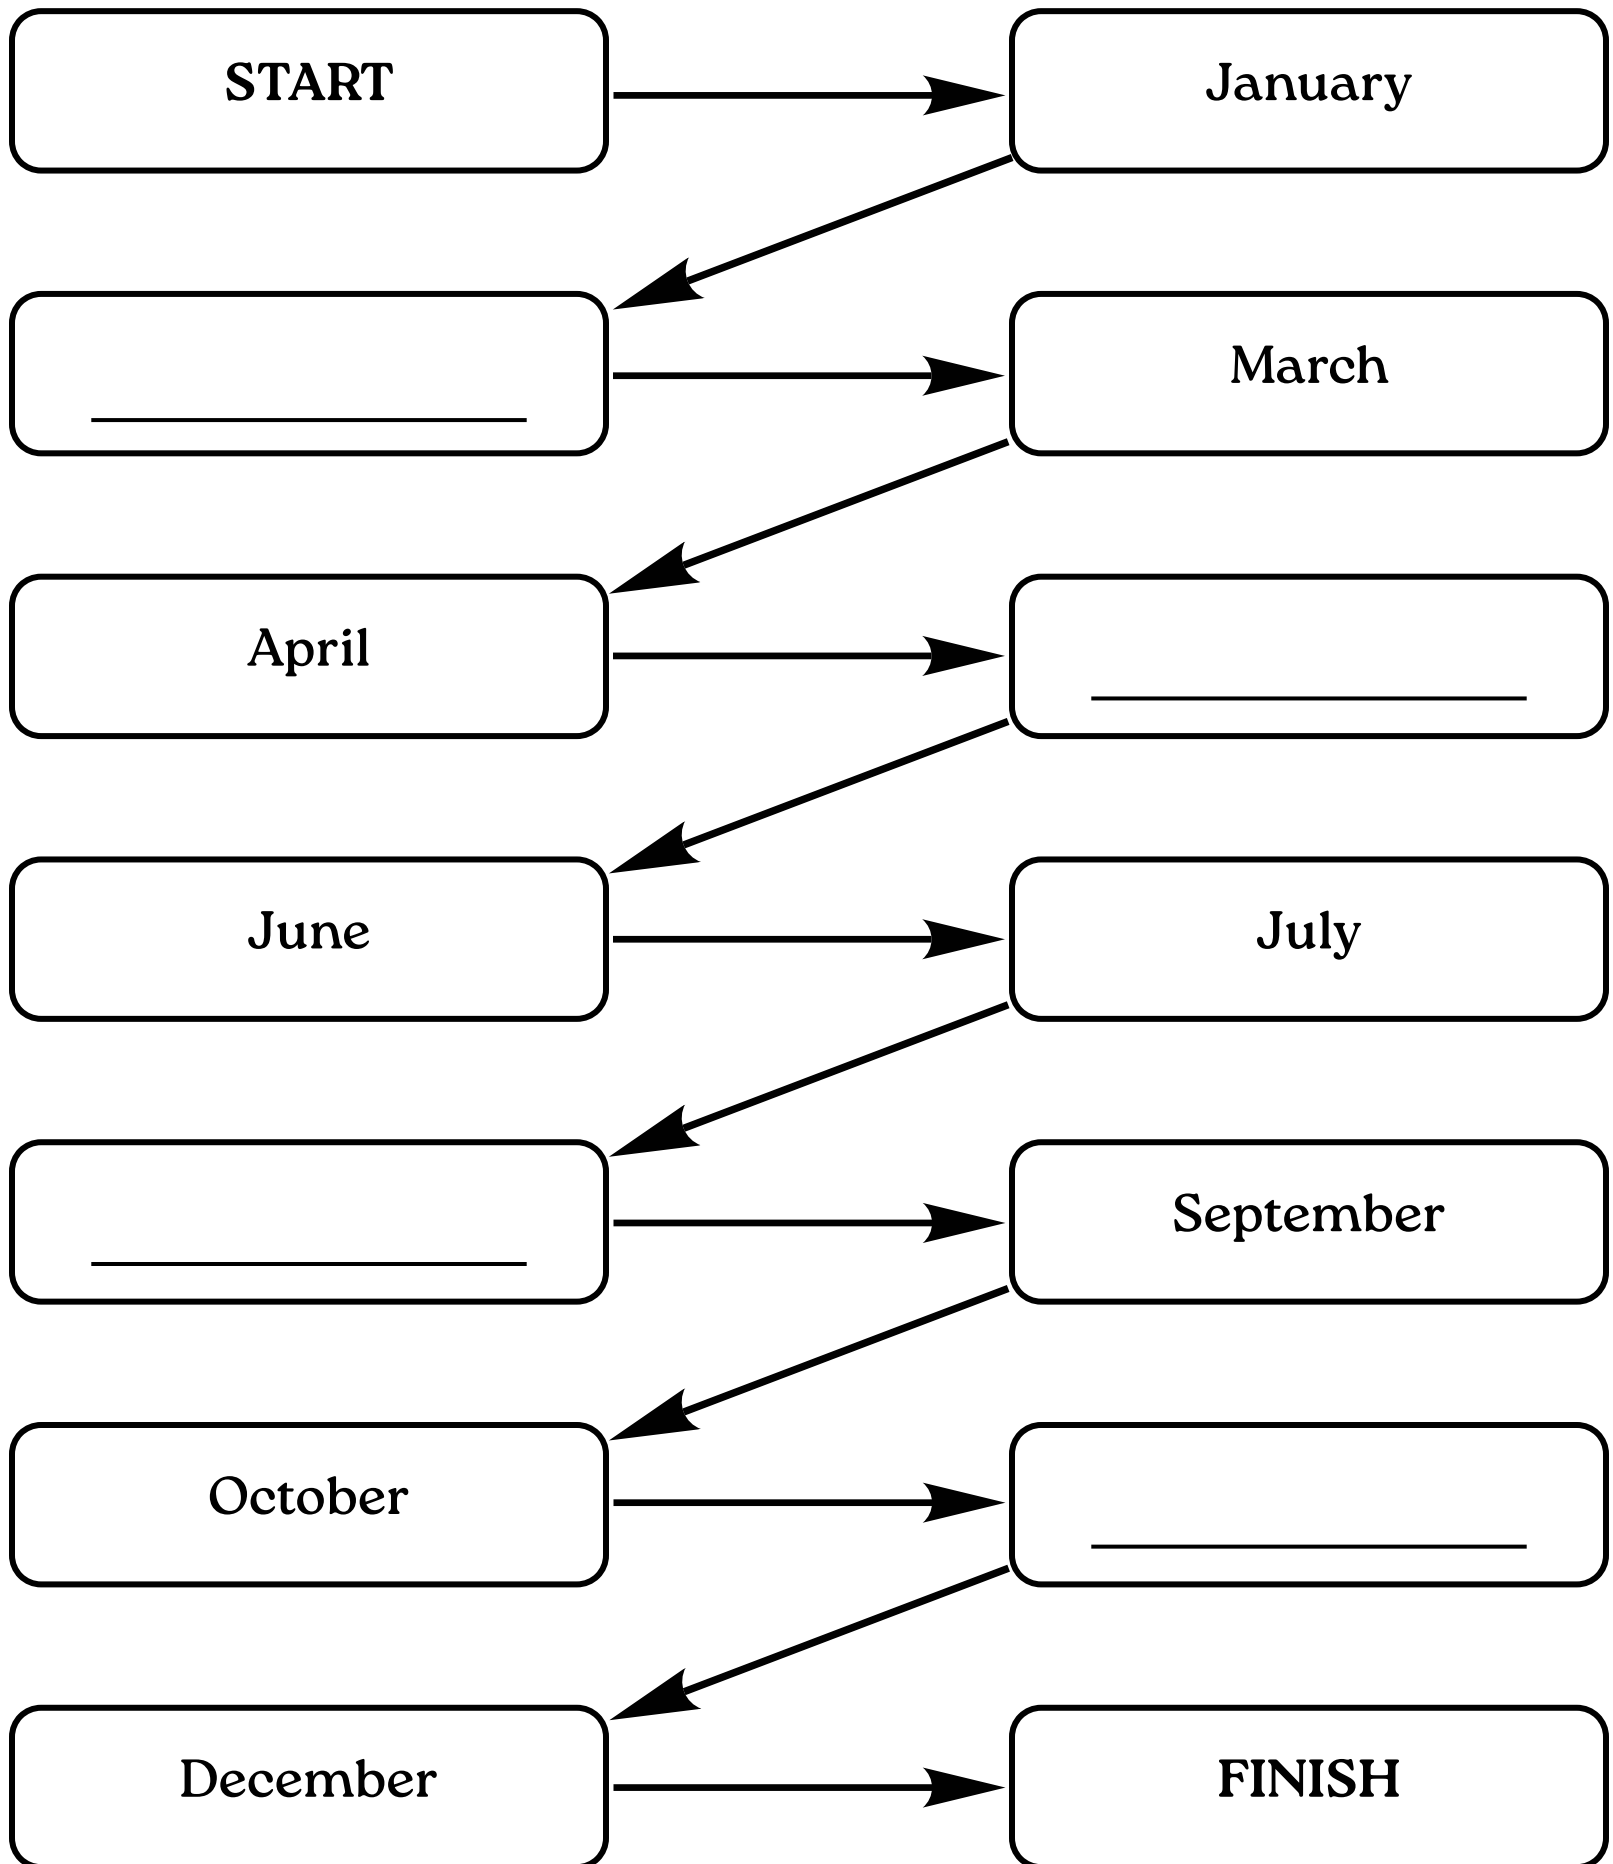 START
January
March
April
June
July
September
October
December
FINISH